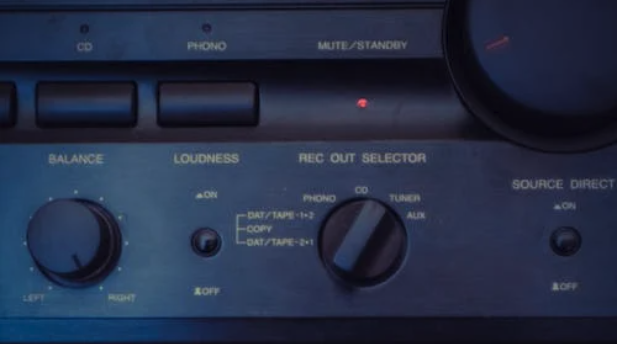 CD
PHONO
MUTE/STANDBY
BALANCE
LOUDNESS
REC OUT SELECTOR
SOURCE DIRECT
ON
PHONO
CD
TUNER
AUX
ON
DAT/TAPE-1▸2
COPY
DAT/TAPE-2▸1
LEFT
RIGHT
OFF
OFF